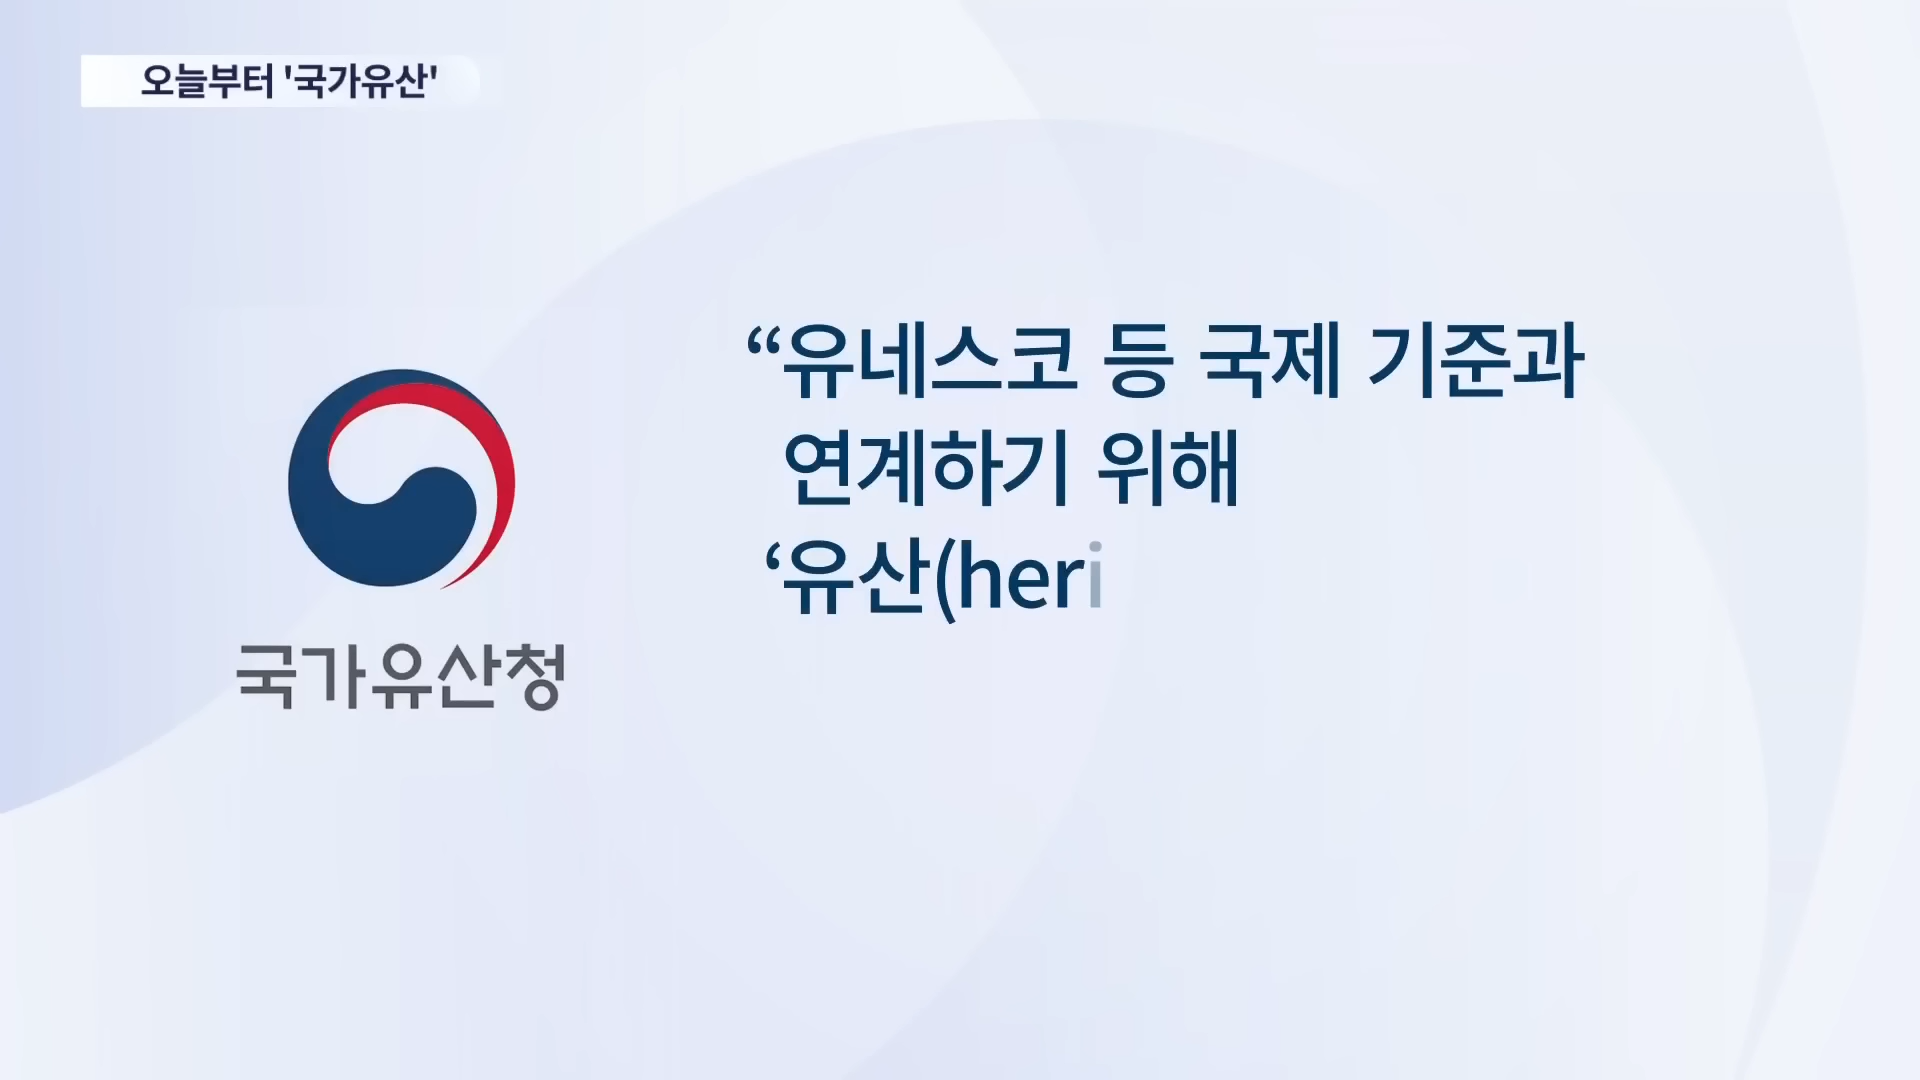 오늘부터 '국가유산'
“유네스코 등 국제 기준과
연계하기 위해
‘유산(heri
국가유산청